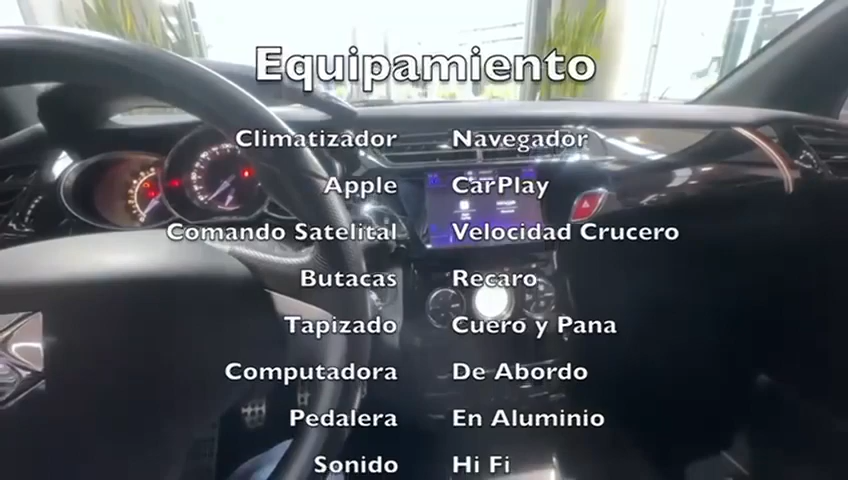 Equipamiento
Climatizador Navegador
Apple CarPlay
Comando Satelital Velocidad Crucero
Butacas Recaro
Tapizado Cuero y Pana
Computadora De Abordo
Pedalera En Aluminio
Sonido Hi Fi